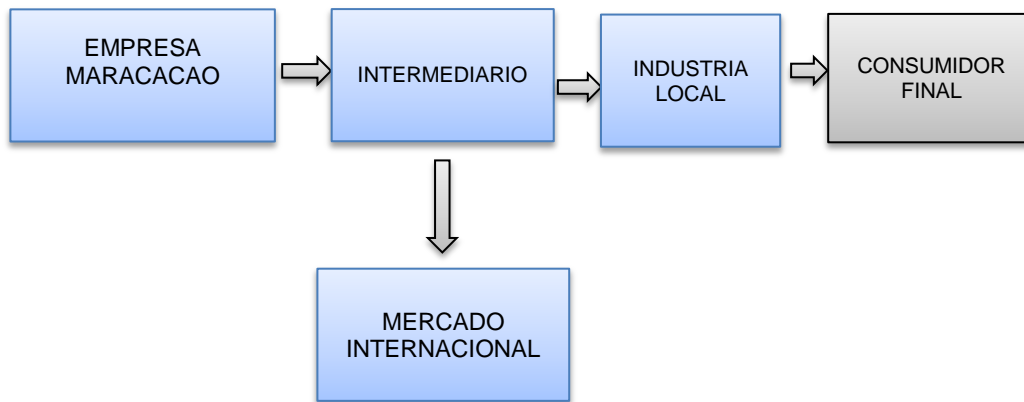 EMPRESA
MARACACAO
INTERMEDIARIO
INDUSTRIA
LOCAL
CONSUMIDOR
FINAL
MERCADO
INTERNACIONAL